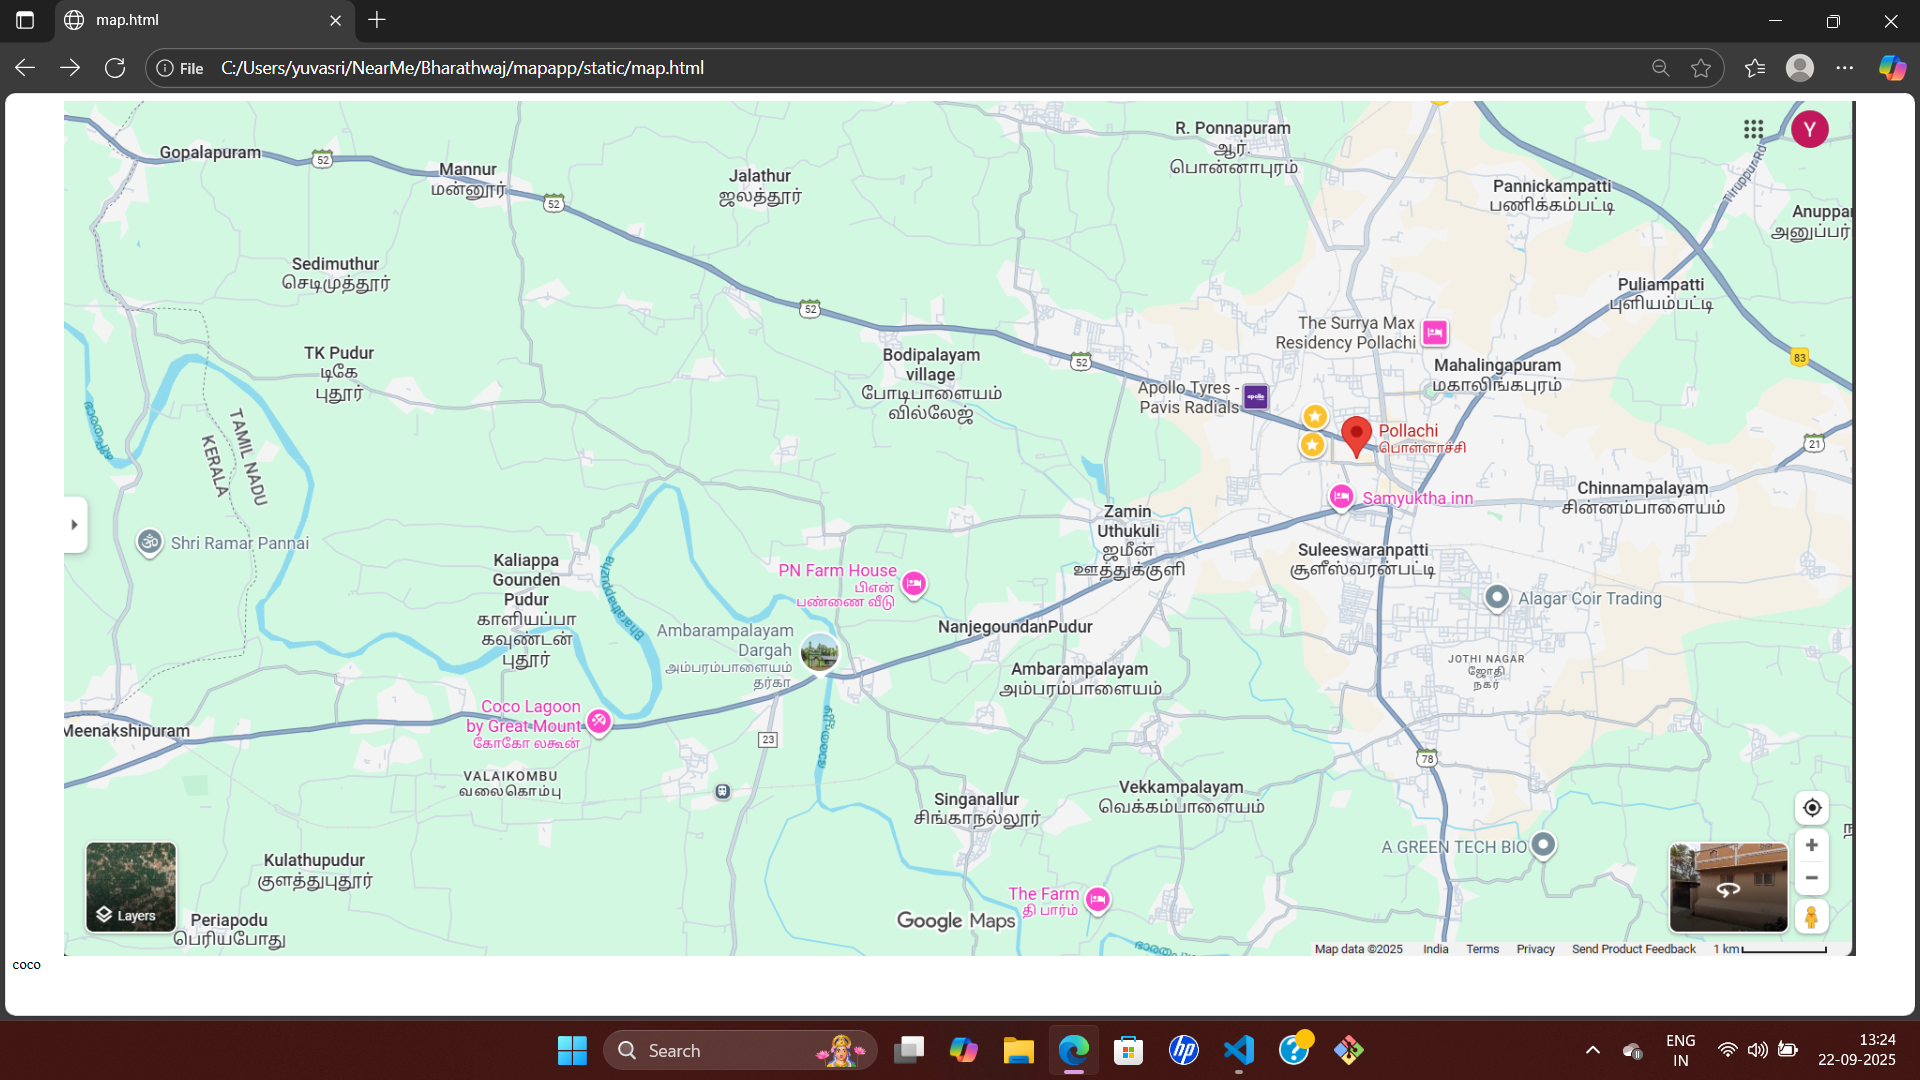 map.html
File
C:/Users/yuvasri/NearMe/Bharathwaj/mapapp/static/map.html
Gopalapuram
52
Mannur
மன்னூர்
52
Jalathur
ஜலத்தூர்
R. Ponnapuram
ஆர்.
பொன்னாபுரம்
Y
Tiruppur Rd
Pannickampatti
பணிக்கம்பட்டி
Sedimuthur
செடிமுத்தூர்
52
Puliampatti
புளியம்பட்டி
The Surrya Max
Residency Pollachi
TK Pudur
டிகே
புதூர்
Bodipalayam
village
போடிபாளையம்
வில்லேஜ்
52
83
Mahalingapuram
மகாலிங்கபுரம்
Apollo Tyres -
Pavis Radials
apollo
TAMIL NADU
KERALA
Pollachi
பொள்ளாச்சி
21
Samyuktha inn
Chinnampalayam
சின்னம்பாளையம்
Zamin
Uthukuli
ஜமீன்
ஊத்துக்குளி
Shri Ramar Pannai
Kaliappa
Gounden
Pudur
காளியப்பா
கவுண்டன்
புதூர்
Bharathappuzha
PN Farm House
பிஎன்
பண்ணை வீடு
Suleeswaranpatti
சூளீஸ்வரன்பட்டி
Alagar Coir Trading
Ambarampalayam
Dargah
அம்பரம்பாளையம்
தர்கா
NanjegoundanPudur
Ambarampalayam
அம்பரம்பாளையம்
JOTHI NAGAR
ஜோதி
நகர்
Coco Lagoon
by Great Mount
கோகோ லகூன்
Meenakshipuram
23
78
VALAIKOMBU
வலைகொம்பு
Singanallur
சிங்காநல்லூர்
Vekkampalayam
வெக்கம்பாளையம்
A GREEN TECH BIO
Kulathupudur
குளத்துபுதூர்
The Farm
தி பார்ம்
Layers
Periapodu
பெரியபோது
Google Maps
Map data ©2025
India
Terms
Privacy
Send Product Feedback
1 km
coco
Search
hp
ENG
IN
13:24
22-09-2025